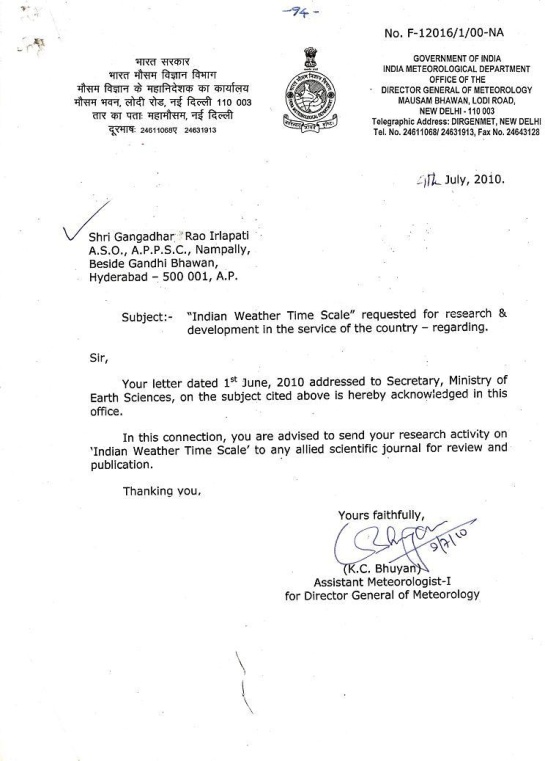 -94-
No. F-12016/1/00-NA
भारत सरकार
भारत मौसम विज्ञान विभाग
मौसम विज्ञान के महानिदेशक का कार्यालय
मौसम भवन, लोदी रोड, नई दिल्ली 110 003
तार का पताः महामौसम, नई दिल्ली
दूरभाषः 24611068ए 24631913
GOVERNMENT OF INDIA
INDIA METEOROLOGICAL DEPARTMENT
OFFICE OF THE
DIRECTOR GENERAL OF METEOROLOGY
MAUSAM BHAWAN, LODI ROAD,
NEW DELHI - 110 003
Telegraphic Address: DIRGENMET, NEW DELHI
Tel. No. 24611068/ 24631913, Fax No. 24643128
July, 2010.
Shri Gangadhar Rao Irlapati
A.S.O., A.P.P.S.C., Nampally,
Beside Gandhi Bhawan,
Hyderabad – 500 001, A.P.
Subject:- "Indian Weather Time Scale" requested for research &
development in the service of the country – regarding.
Sir,
Your letter dated 1st June, 2010 addressed to Secretary, Ministry of
Earth Sciences, on the subject cited above is hereby acknowledged in this
office.
In this connection, you are advised to send your research activity on
'Indian Weather Time Scale' to any allied scientific journal for review and
publication.
Thanking you,
Yours faithfully,
9/7/10
(K.C. Bhuyan)
Assistant Meteorologist-I
for Director General of Meteorology